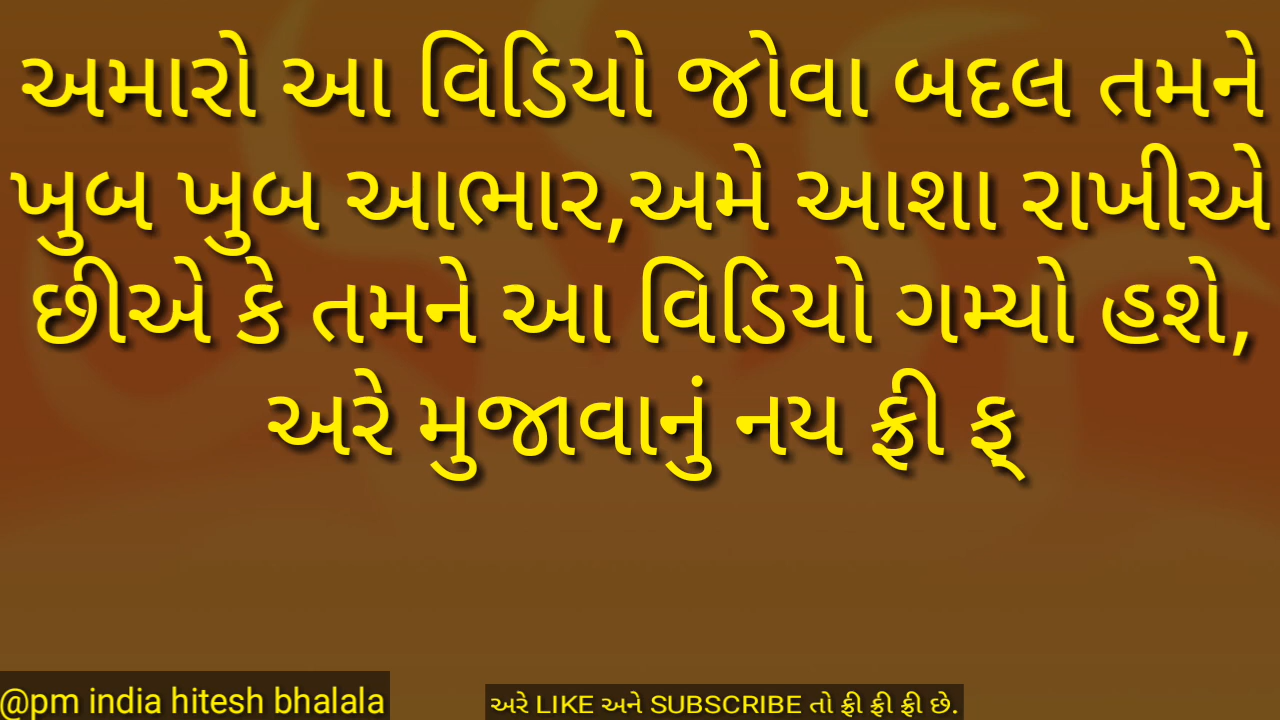 અમારો આ વિડિયો જોવા બદલ તમને
ખુબ ખુબ આભાર,અમે આશા રાખીએ
છીએ કે તમને આ વિડિયો ગમ્યો હશે,
અરે મુજાવાનું નય ફ્રી ફ્
@pm india hitesh bhalala
અરે LIKE અને SUBSCRIBE તો ફ્રી ફ્રી ફ્રી છે.